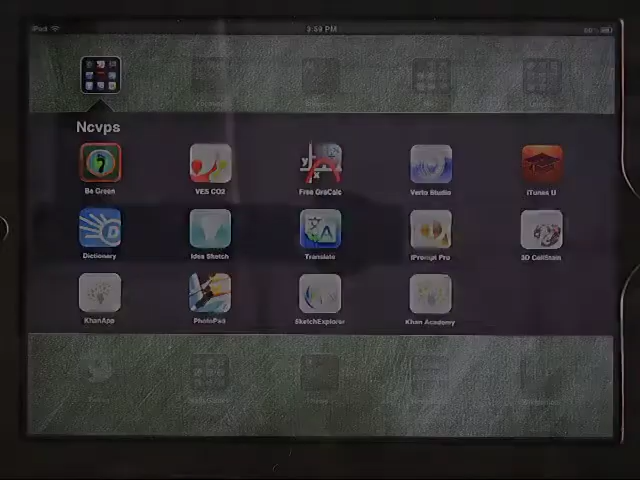 iPad 3:59 PM
Ncvps
Be Green VES CO2 Free GraCalc Verto Studio iTunes U
Dictionary Idea Sketch Translate iPrompt Pro 3D CellStain
KhanApp PhotoPad SketchExplorer Khan Academy